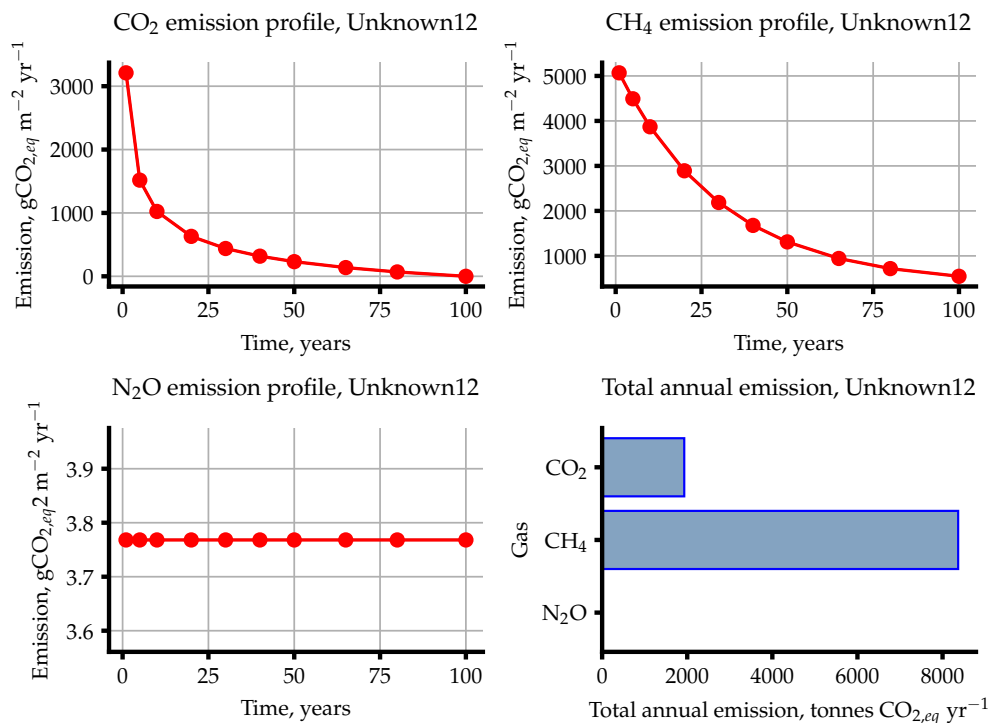 CO₂ emission profile, Unknown12
Emission, gCO₂,eq m⁻² yr⁻¹
3000
2000
1000
0
0 25 50 75 100
Time, years
CH₄ emission profile, Unknown12
Emission, gCO₂,eq m⁻² yr⁻¹
5000
4000
3000
2000
1000
0 25 50 75 100
Time, years
N₂O emission profile, Unknown12
Emission, gCO₂,eq2 m⁻² yr⁻¹
3.9
3.8
3.7
3.6
0 25 50 75 100
Time, years
Total annual emission, Unknown12
Gas
CO₂
CH₄
N₂O
0 2000 4000 6000 8000
Total annual emission, tonnes CO₂,eq yr⁻¹